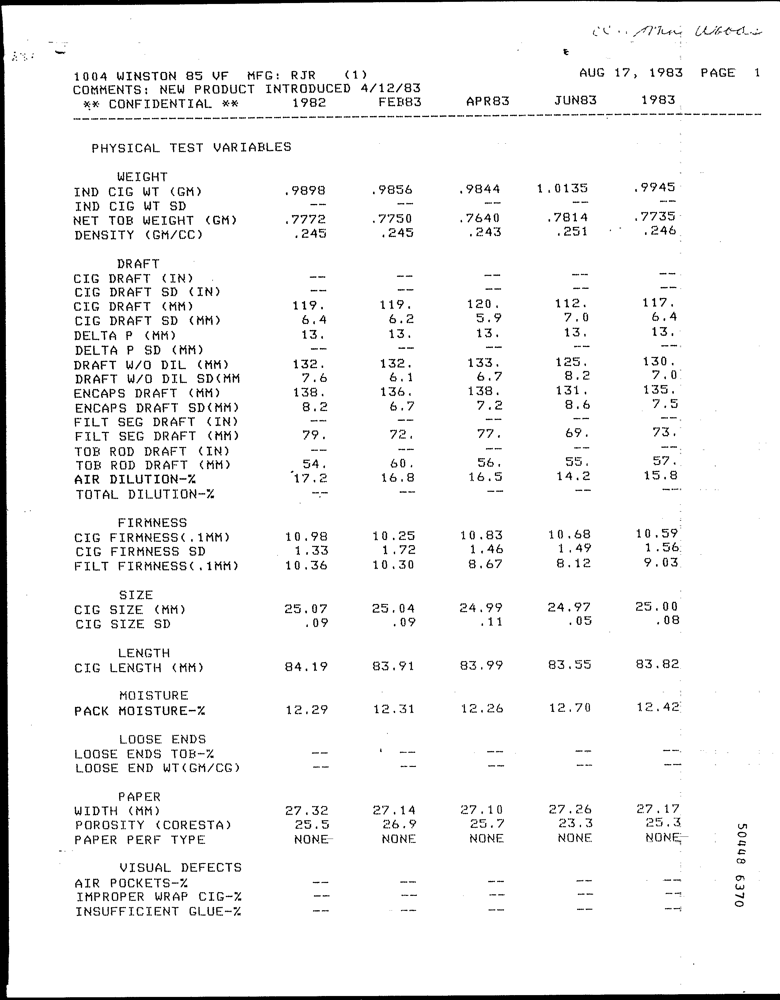 cc: Woods
1004 WINSTON 85 VF MFG: RJR (1) AUG 17, 1983 PAGE 1
COMMENTS: NEW PRODUCT INTRODUCED 4/12/83
** CONFIDENTIAL ** 1982 FEB83 APR83 JUN83 1983
PHYSICAL TEST VARIABLES
WEIGHT
IND CIG WT (GM) .9898 .9856 .9844 1.0135 .9945
IND CIG WT SD -- -- -- -- --
NET TOB WEIGHT (GM) .7772 .7750 .7640 .7814 .7735
DENSITY (GM/CC) .245 .245 .243 .251 .246
DRAFT
CIG DRAFT (IN) -- -- -- -- --
CIG DRAFT SD (IN) -- -- -- -- --
CIG DRAFT (MM) 119. 119. 120. 112. 117.
CIG DRAFT SD (MM) 6.4 6.2 5.9 7.0 6.4
DELTA P (MM) 13. 13. 13. 13. 13.
DELTA P SD (MM) -- -- -- -- --
DRAFT W/O DIL (MM) 132. 132. 133. 125. 130.
DRAFT W/O DIL SD(MM 7.6 6.1 6.7 8.2 7.0
ENCAPS DRAFT (MM) 138. 136. 138. 131. 135.
ENCAPS DRAFT SD(MM) 8.2 6.7 7.2 8.6 7.5
FILT SEG DRAFT (IN) -- -- -- -- --
FILT SEG DRAFT (MM) 79. 72. 77. 69. 73.
TOB ROD DRAFT (IN) -- -- -- -- --
TOB ROD DRAFT (MM) 54. 60. 56. 55. 57.
AIR DILUTION-% 17.2 16.8 16.5 14.2 15.8
TOTAL DILUTION-% -- -- -- -- --
FIRMNESS
CIG FIRMNESS(.1MM) 10.98 10.25 10.83 10.68 10.59
CIG FIRMNESS SD 1.33 1.72 1.46 1.49 1.56
FILT FIRMNESS(.1MM) 10.36 10.30 8.67 8.12 9.03
SIZE
CIG SIZE (MM) 25.07 25.04 24.99 24.97 25.00
CIG SIZE SD .09 .09 .11 .05 .08
LENGTH
CIG LENGTH (MM) 84.19 83.91 83.99 83.55 83.82
MOISTURE
PACK MOISTURE-% 12.29 12.31 12.26 12.70 12.42
LOOSE ENDS
LOOSE ENDS TOB-% -- -- -- -- --
LOOSE END WT(GM/CG) -- -- -- -- --
PAPER
WIDTH (MM) 27.32 27.14 27.10 27.26 27.17
POROSITY (CORESTA) 25.5 26.9 25.7 23.3 25.3
PAPER PERF TYPE NONE NONE NONE NONE NONE
VISUAL DEFECTS
AIR POCKETS-% -- -- -- -- --
IMPROPER WRAP CIG-% -- -- -- -- --
INSUFFICIENT GLUE-% -- -- -- -- --
50448 6370